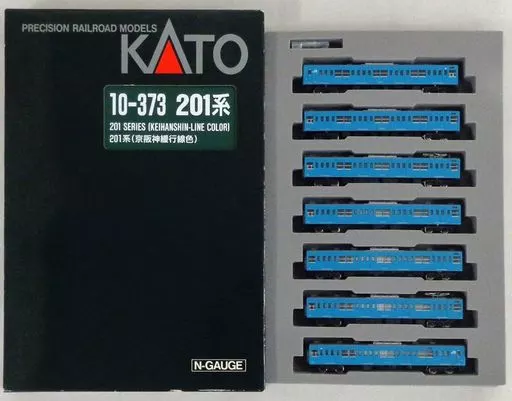 PRECISION RAILROAD MODELS
KATO
10-373 201系
201 SERIES (KEIHANSHIN-LINE COLOR)
201系(京阪神緩行線色)
N-GAUGE